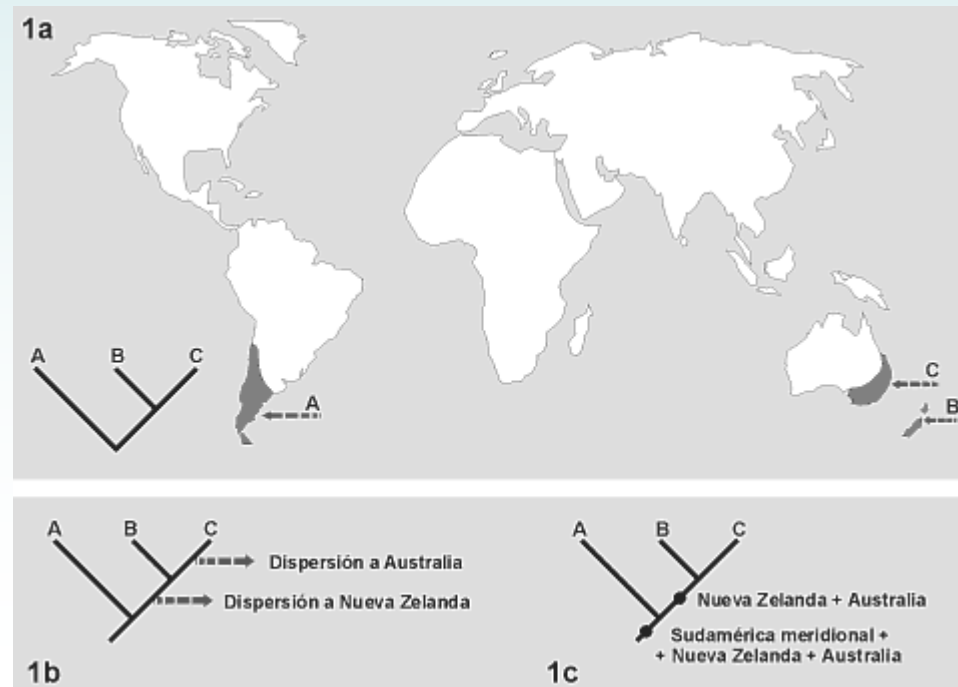 1a
A
B
C
A
C
B
A
B
C
Dispersión a Australia
Dispersión a Nueva Zelanda
1b
A
B
C
Nueva Zelanda + Australia
Sudamérica meridional +
+ Nueva Zelanda + Australia
1c